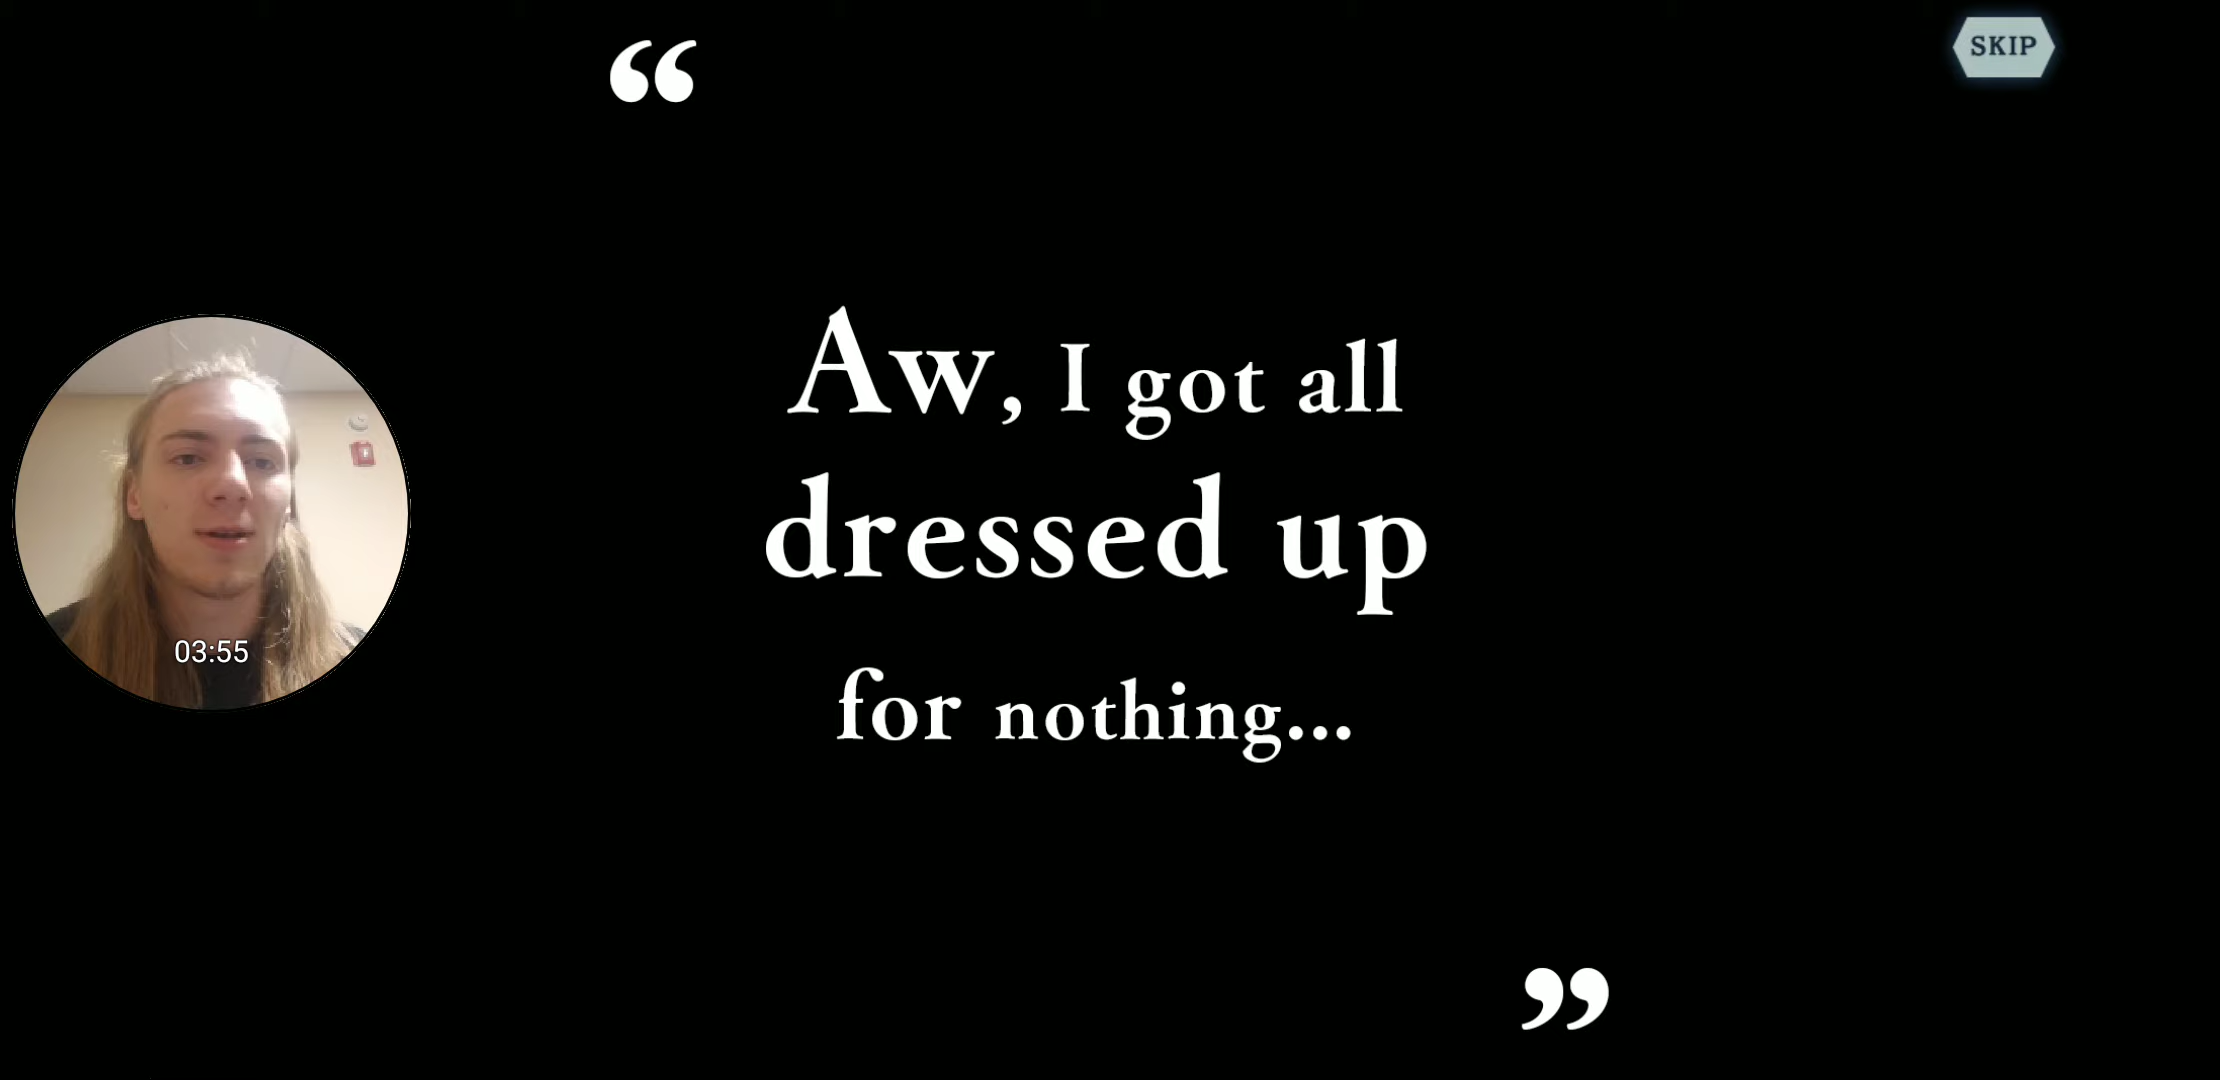 “
SKIP
Aw, I got all
dressed up
for nothing...
03:55
”